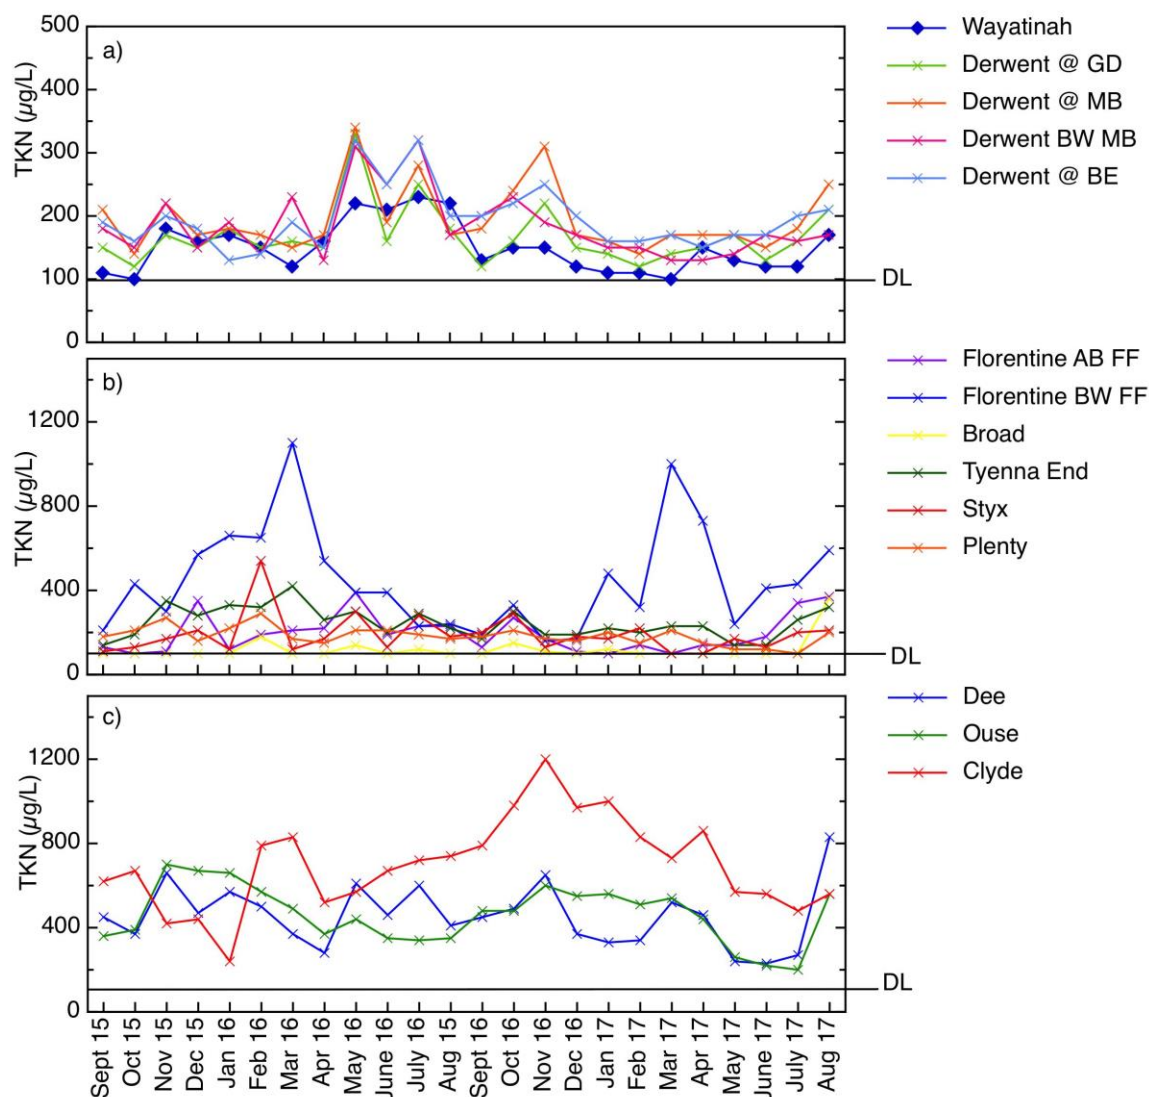 a)
TKN (µg/L)
500
400
300
200
100
0
DL
Wayatinah
Derwent @ GD
Derwent @ MB
Derwent BW MB
Derwent @ BE
b)
TKN (µg/L)
1200
800
400
0
DL
Florentine AB FF
Florentine BW FF
Broad
Tyenna End
Styx
Plenty
c)
TKN (µg/L)
1200
800
400
0
DL
Dee
Ouse
Clyde
Sept 15
Oct 15
Nov 15
Dec 15
Jan 16
Feb 16
Mar 16
Apr 16
May 16
June 16
July 16
Aug 15
Sept 16
Oct 16
Nov 16
Dec 16
Jan 17
Feb 17
Mar 17
Apr 17
May 17
June 17
July 17
Aug 17